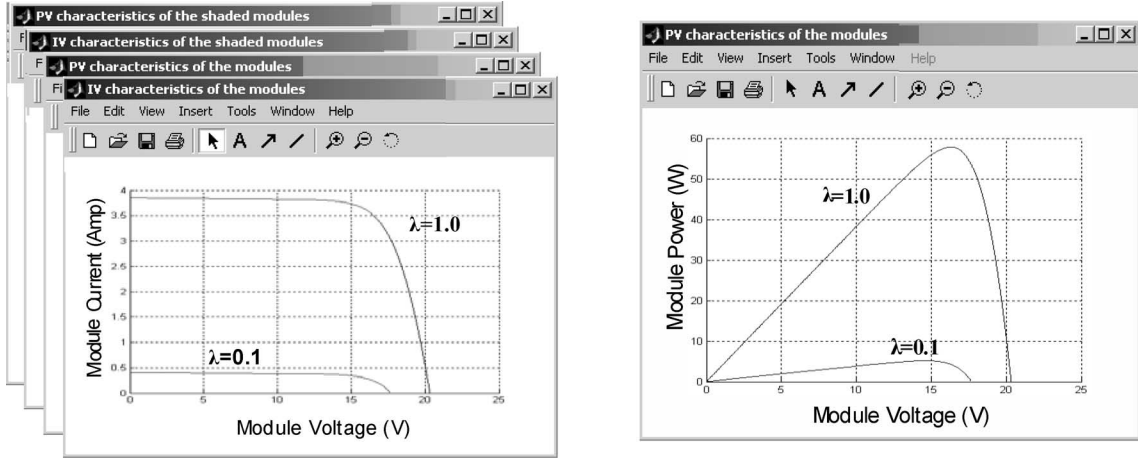 PV characteristics of the shaded modules
F
IV characteristics of the shaded modules
F
PV characteristics of the modules
Fi
IV characteristics of the modules
File Edit View Insert Tools Window Help
A
4
3.5
3
2.5
2
1.5
1
0.5
0
0 5 10 15 20 25
Module Current (Amp)
λ=1.0
λ=0.1
Module Voltage (V)
PV characteristics of the modules
File Edit View Insert Tools Window Help
A
60
50
40
30
20
10
0
0 5 10 15 20 25
Module Power (W)
λ=1.0
λ=0.1
Module Voltage (V)